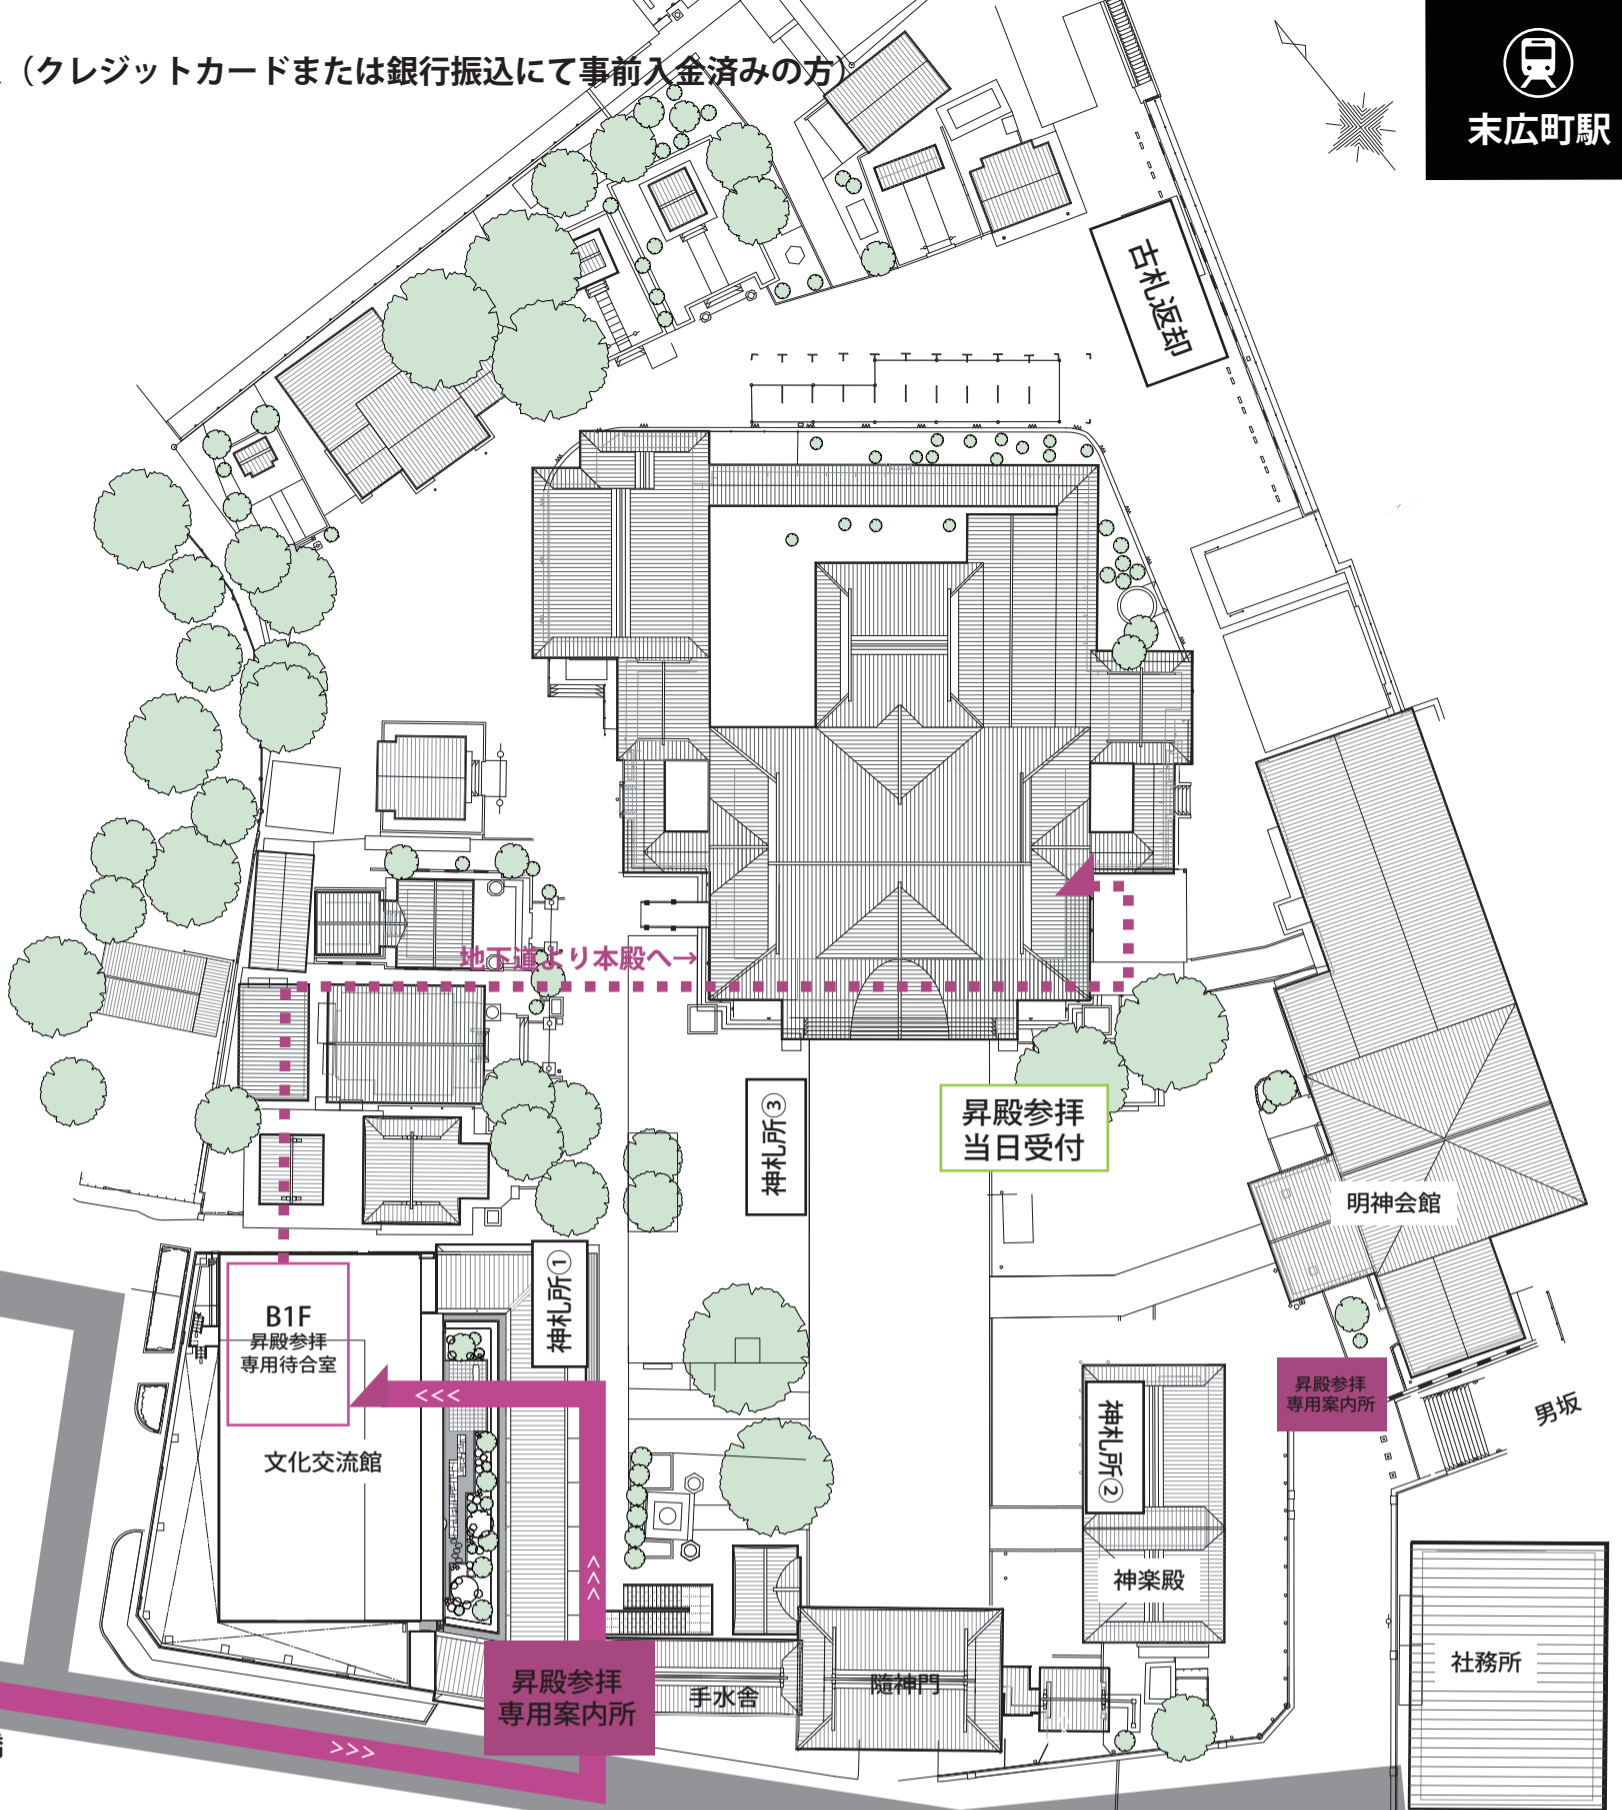 （クレジットカードまたは銀行振込にて事前入金済みの方）
末広町駅
古札返却
地下道より本殿へ→
神札所③
昇殿参拝
当日受付
明神会館
神札所①
B1F
昇殿参拝
専用待合室
<<<
文化交流館
神札所②
昇殿参拝
専用案内所
男坂
<<<
神楽殿
社務所
昇殿参拝
専用案内所
手水舎
隨神門
>>>